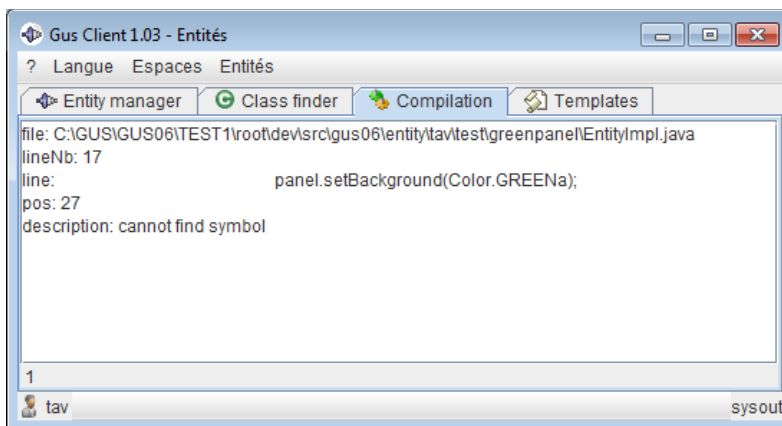 Gus Client 1.03 - Entités
? Langue Espaces Entités
Entity manager Class finder Compilation Templates
file: C:\GUS\GUS06\TEST1\root\dev\src\gus06\entity\tav\test\greenpanel\EntityImpl.java
lineNb: 17
line: panel.setBackground(Color.GREENa);
pos: 27
description: cannot find symbol
1
tav sysout